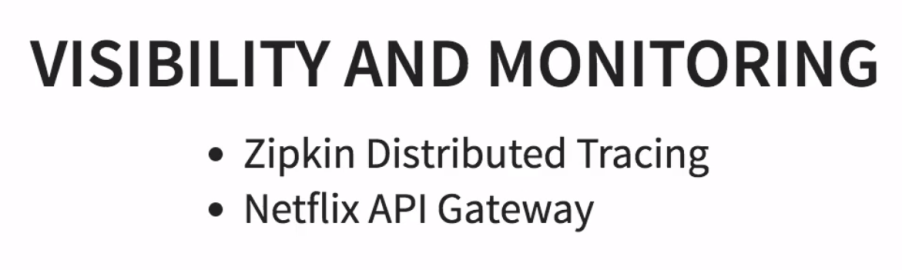 VISIBILITY AND MONITORING
• Zipkin Distributed Tracing
• Netflix API Gateway